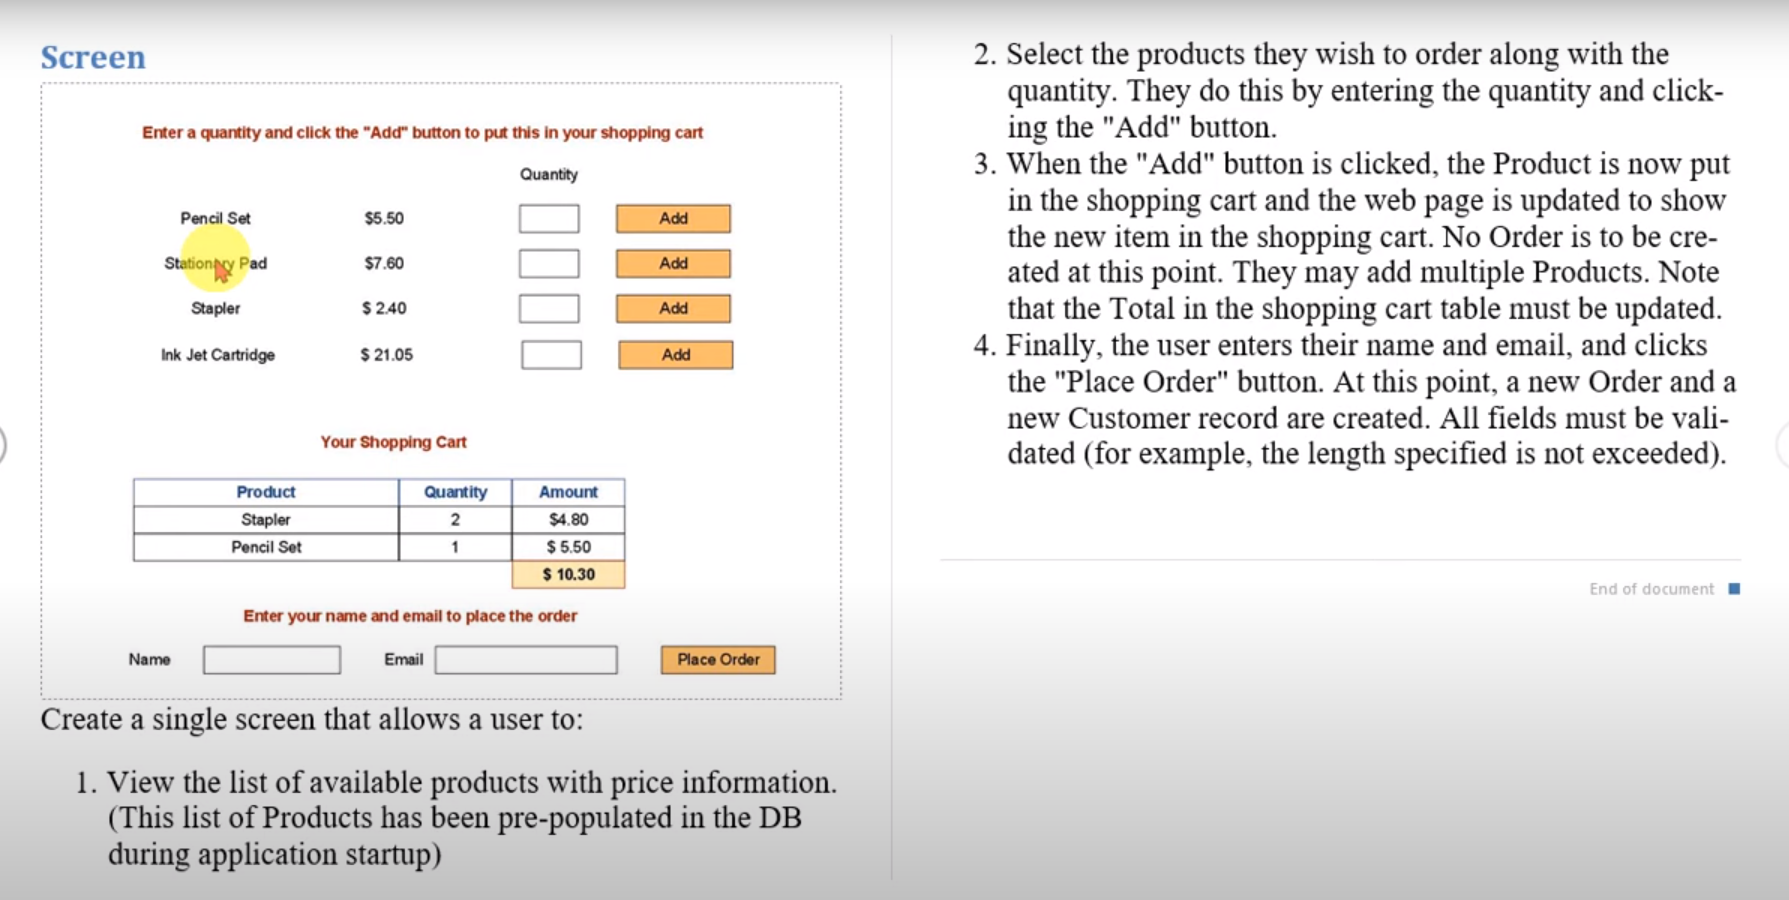 Screen
Enter a quantity and click the "Add" button to put this in your shopping cart
Quantity
Pencil Set $5.50 Add
Stationary Pad $7.60 Add
Stapler $ 2.40 Add
Ink Jet Cartridge $ 21.05 Add
Your Shopping Cart
Product Quantity Amount
Stapler 2 $4.80
Pencil Set 1 $ 5.50
$ 10.30
Enter your name and email to place the order
Name Email Place Order
Create a single screen that allows a user to:
1. View the list of available products with price information.
(This list of Products has been pre-populated in the DB
during application startup)
2. Select the products they wish to order along with the
quantity. They do this by entering the quantity and click-
ing the "Add" button.
3. When the "Add" button is clicked, the Product is now put
in the shopping cart and the web page is updated to show
the new item in the shopping cart. No Order is to be cre-
ated at this point. They may add multiple Products. Note
that the Total in the shopping cart table must be updated.
4. Finally, the user enters their name and email, and clicks
the "Place Order" button. At this point, a new Order and a
new Customer record are created. All fields must be vali-
dated (for example, the length specified is not exceeded).
End of document